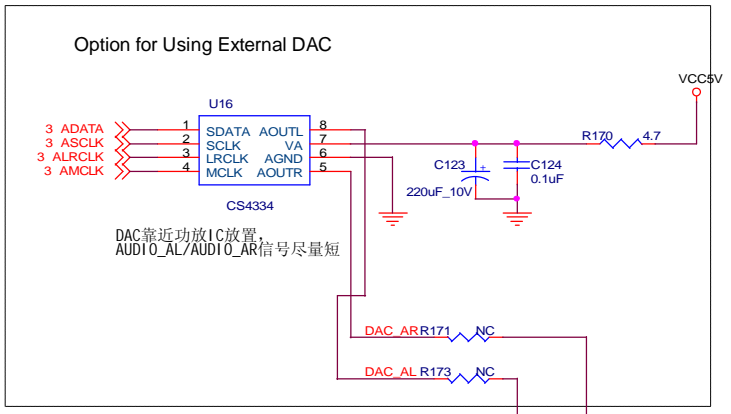 Option for Using External DAC
VCC5V
U16
3 ADATA 1 SDATA AOUTL 8
3 ASCLK 2 SCLK VA 7
3 ALRCLK 3 LRCLK AGND 6
3 AMCLK 4 MCLK AOUTR 5
CS4334
R170 4.7
C123 +
220uF_10V
C124
0.1uF
DAC靠近功放IC放置,
AUDIO_AL/AUDIO_AR信号尽量短
DAC_AR R171 NC
DAC_AL R173 NC